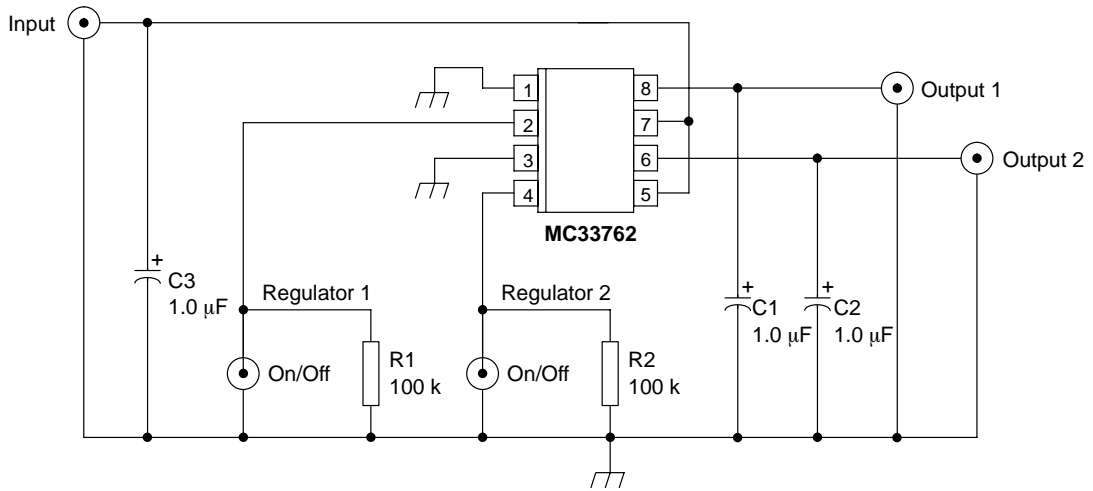 Input
1
8
Output 1
2
7
3
6
Output 2
4
5
MC33762
+
C3
1.0 μF
Regulator 1
Regulator 2
+
C1
1.0 μF
+
C2
1.0 μF
On/Off
R1
100 k
On/Off
R2
100 k